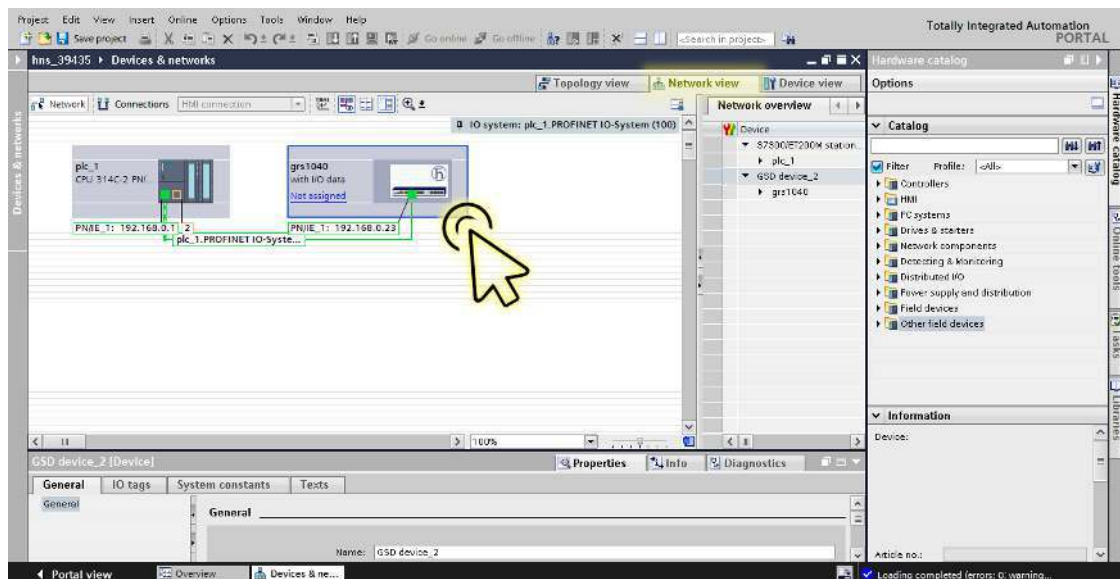 Project Edit View Insert Online Options Tools Window Help
Totally Integrated Automation
PORTAL
Save project
Go online
Go offline
<Search in project>
hns_39435 ▸ Devices & networks
Hardware catalog
Topology view
Network view
Device view
Options
Network
Connections
HMI connection
Network overview
IO system: plc_1.PROFINET IO-System (100)
Catalog
Device
S7300/ET200M station...
plc_1
GSD device_2
grs1040
Filter
Profile:
<All>
Controllers
HMI
PC systems
Drives & starters
Network components
Detecting & Monitoring
Distributed I/O
Power supply and distribution
Field devices
Other field devices
plc_1
CPU 314C-2 PN/...
grs1040
with I/O data
Not assigned
PN/IE_1: 192.168.0.1
2
PN/IE_1: 192.168.0.23
plc_1.PROFINET IO-Syste...
Devices & networks
Hardware catalog
Online tools
Tasks
Libraries
100%
Information
Device:
GSD device_2 [Device]
Properties
Info
Diagnostics
General
IO tags
System constants
Texts
General
General
Name:
GSD device_2
Article no.:
Portal view
Overview
Devices & ne...
Loading completed (errors: 0; warning...